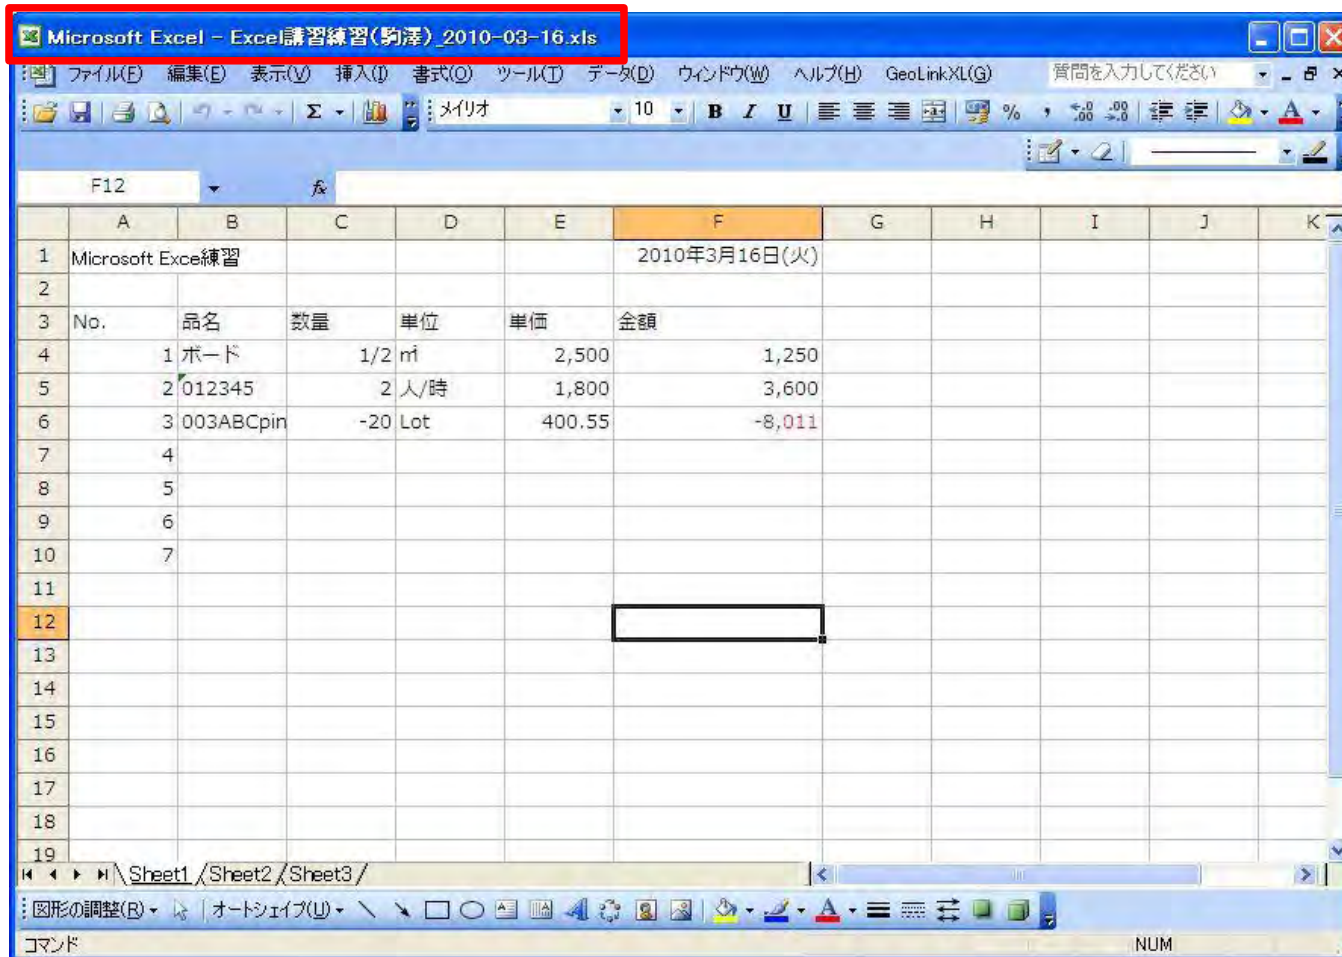 Microsoft Excel - Excel講習練習(駒澤)_2010-03-16.xls
ファイル(F) 編集(E) 表示(V) 挿入(I) 書式(O) ツール(T) データ(D) ウィンドウ(W) ヘルプ(H) GeoLinkXL(G) 質問を入力してください
メイリオ 10 B I U %
F12 fx
A B C D E F G H I J K
1 Microsoft Exce練習 2010年3月16日(火)
2
3 No. 品名 数量 単位 単価 金額
4 1 ボード 1/2 ㎡ 2,500 1,250
5 2 012345 2 人/時 1,800 3,600
6 3 003ABCpin -20 Lot 400.55 -8,011
7 4
8 5
9 6
10 7
11
12
13
14
15
16
17
18
19
Sheet1 Sheet2 Sheet3
図形の調整(R) オートシェイプ(U)
コマンド NUM